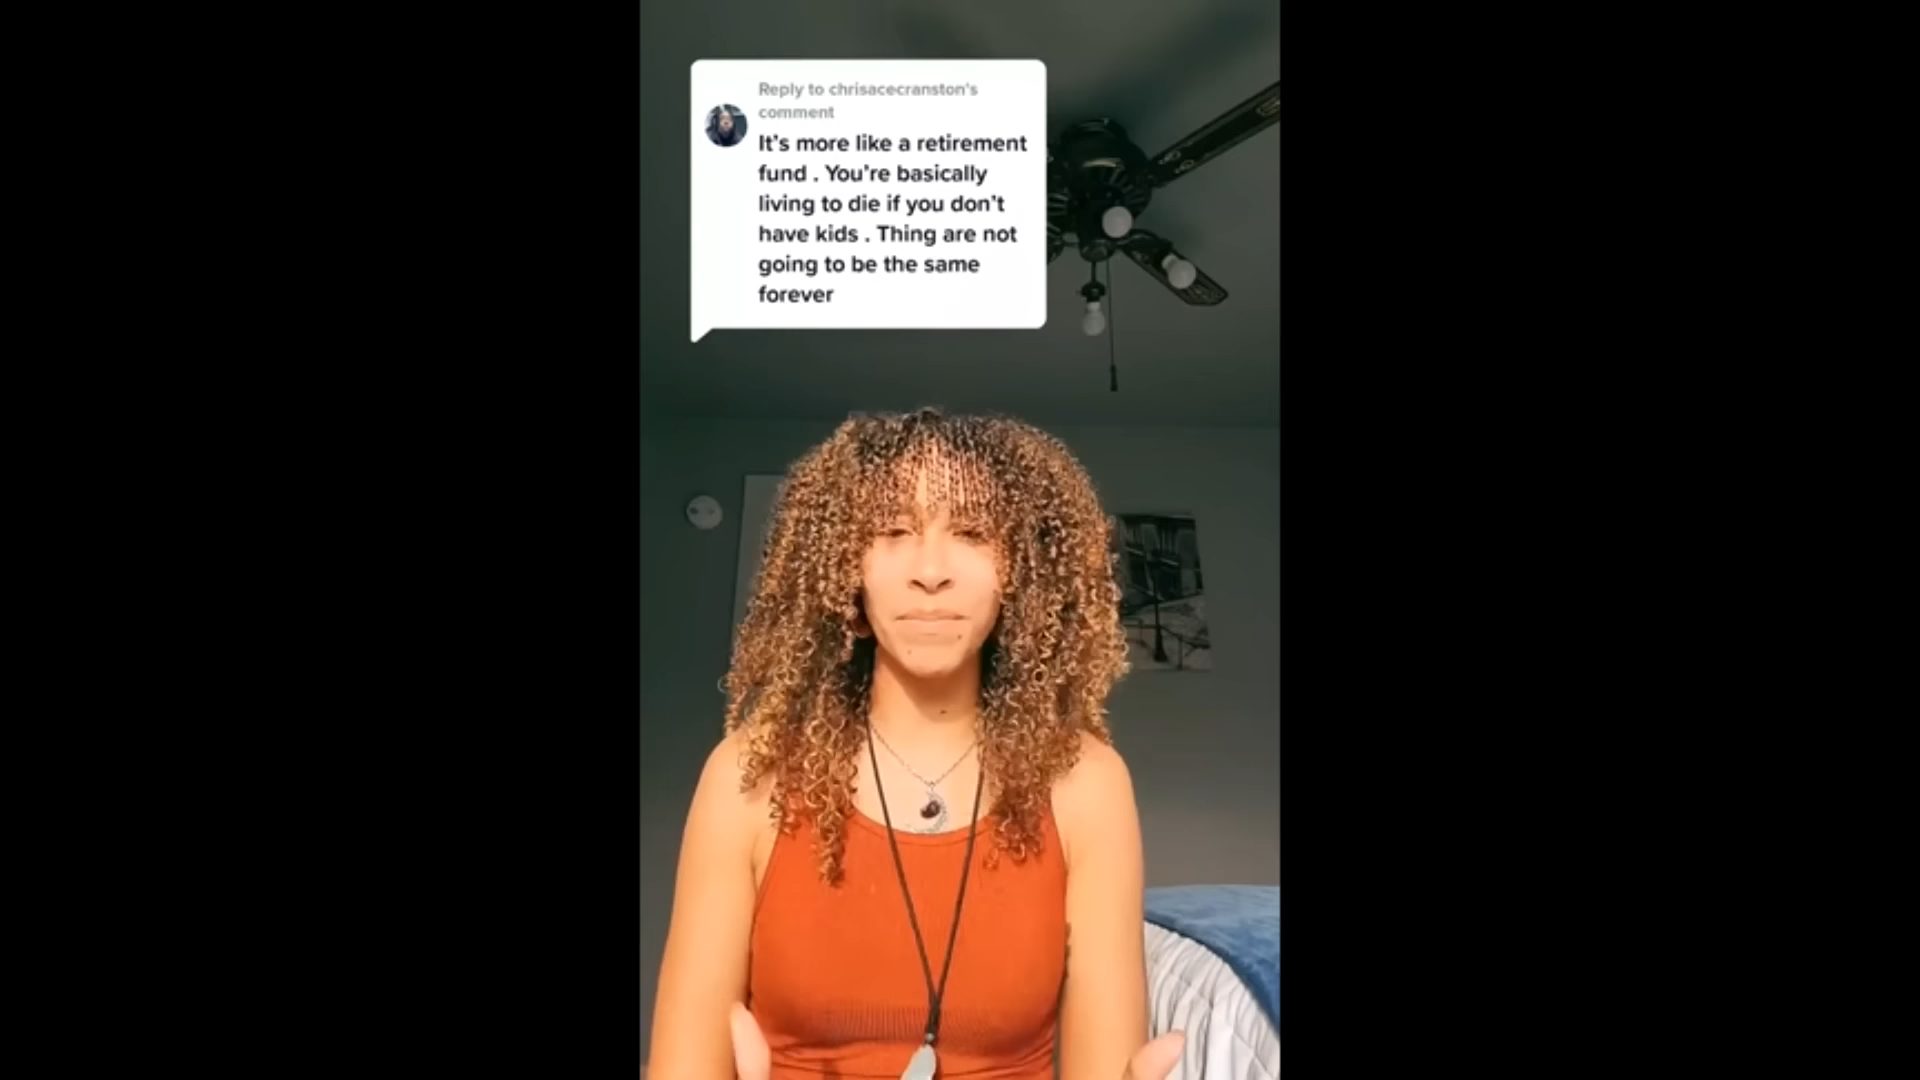 Reply to chrisacecranston's
comment
It's more like a retirement
fund . You're basically
living to die if you don't
have kids . Thing are not
going to be the same
forever